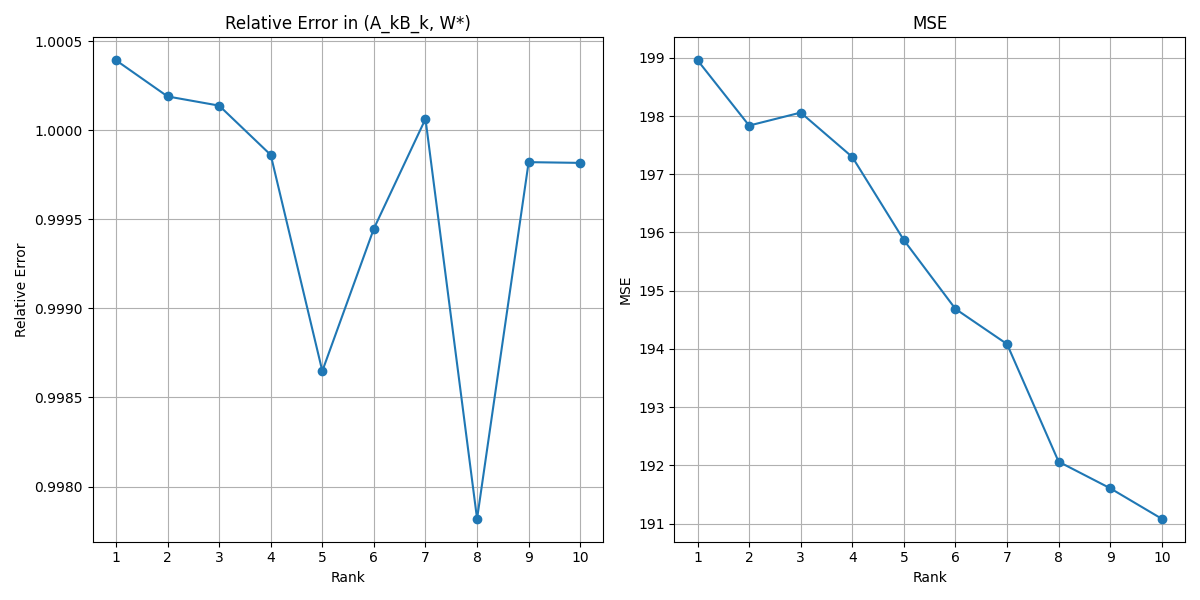 Relative Error in (A_kB_k, W*)
1.0005
1.0000
0.9995
0.9990
0.9985
0.9980
Relative Error
1 2 3 4 5 6 7 8 9 10
Rank
MSE
199
198
197
196
195
194
193
192
191
MSE
1 2 3 4 5 6 7 8 9 10
Rank